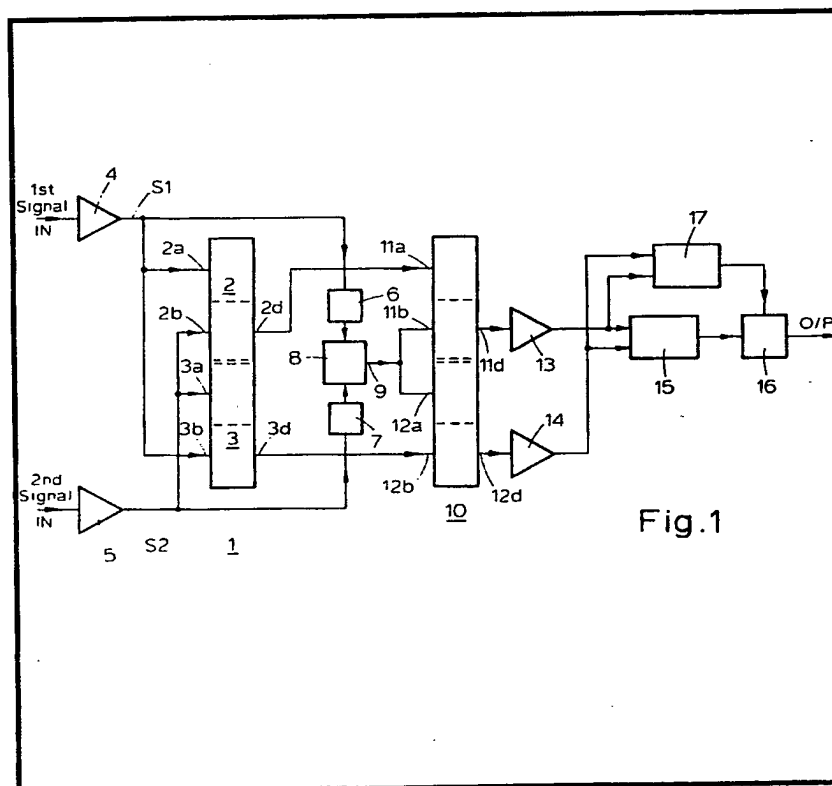 4
1st
Signal
IN
S1
2a
2
2b
2d
3a
3
3b
3d
2nd
Signal
IN
5
S2
1
6
8
9
7
11a
11b
11d
12a
12b
12d
10
13
14
17
15
16
O/P
Fig.1